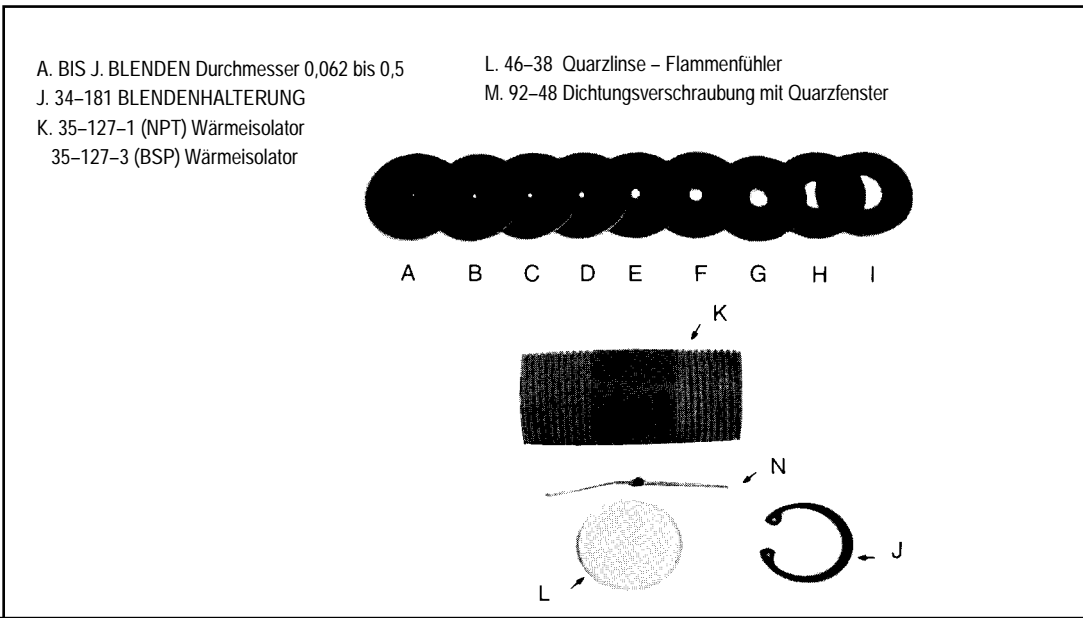 A. BIS J. BLENDEN Durchmesser 0,062 bis 0,5
J. 34–181 BLENDENHALTERUNG
K. 35–127–1 (NPT) Wärmeisolator
35–127–3 (BSP) Wärmeisolator
L. 46–38 Quarzlinse – Flammenfühler
M. 92–48 Dichtungsverschraubung mit Quarzfenster
A B C D E F G H I
K
N
J
L